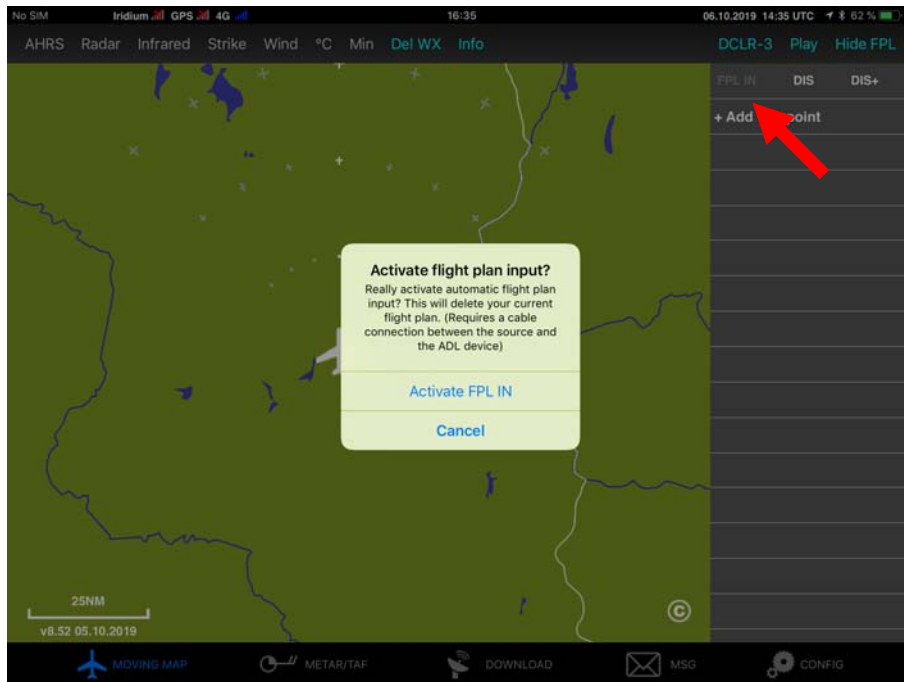 No SIM Iridium GPS 4G 16:35 06.10.2019 14:35 UTC 62 %
AHRS Radar Infrared Strike Wind °C Min Del WX Info DCLR-3 Play Hide FPL
FPL IN DIS DIS+
+ Add point
Activate flight plan input?
Really activate automatic flight plan
input? This will delete your current
flight plan. (Requires a cable
connection between the source and
the ADL device)
Activate FPL IN
Cancel
25NM
©
v8.52 05.10.2019
MOVING MAP METAR/TAF DOWNLOAD MSG CONFIG